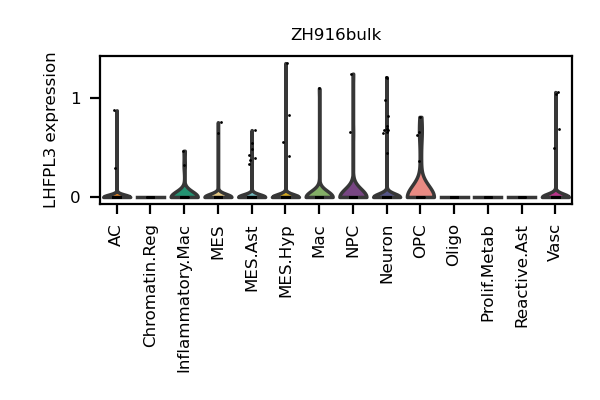 ZH916bulk
LHFPL3 expression
1
0
AC
Chromatin.Reg
Inflammatory.Mac
MES
MES.Ast
MES.Hyp
Mac
NPC
Neuron
OPC
Oligo
Prolif.Metab
Reactive.Ast
Vasc